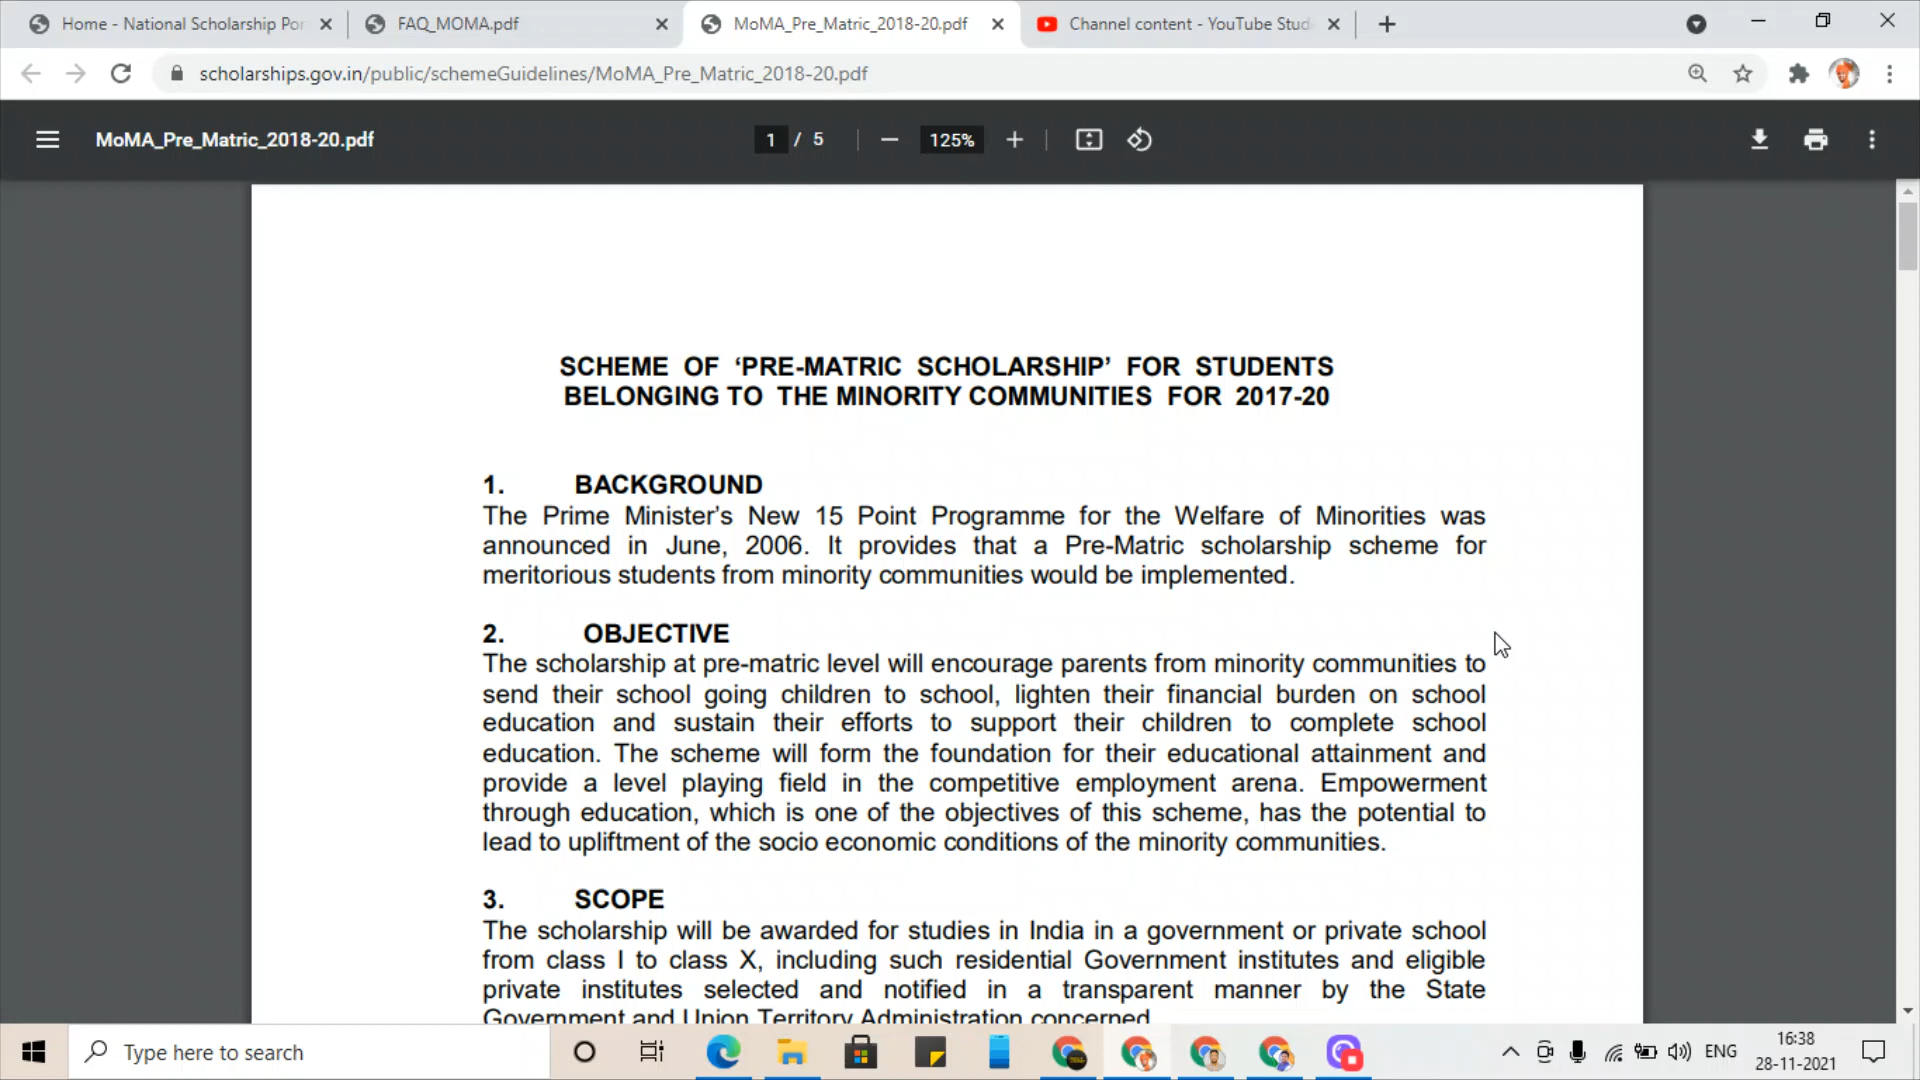 Home - National Scholarship Por
FAQ_MOMA.pdf
MoMA_Pre_Matric_2018-20.pdf
Channel content - YouTube Stud
scholarships.gov.in/public/schemeGuidelines/MoMA_Pre_Matric_2018-20.pdf
MoMA_Pre_Matric_2018-20.pdf
1 / 5
125%
SCHEME OF ‘PRE-MATRIC SCHOLARSHIP’ FOR STUDENTS
BELONGING TO THE MINORITY COMMUNITIES FOR 2017-20
1. BACKGROUND
The Prime Minister’s New 15 Point Programme for the Welfare of Minorities was
announced in June, 2006. It provides that a Pre-Matric scholarship scheme for
meritorious students from minority communities would be implemented.
2. OBJECTIVE
The scholarship at pre-matric level will encourage parents from minority communities to
send their school going children to school, lighten their financial burden on school
education and sustain their efforts to support their children to complete school
education. The scheme will form the foundation for their educational attainment and
provide a level playing field in the competitive employment arena. Empowerment
through education, which is one of the objectives of this scheme, has the potential to
lead to upliftment of the socio economic conditions of the minority communities.
3. SCOPE
The scholarship will be awarded for studies in India in a government or private school
from class I to class X, including such residential Government institutes and eligible
private institutes selected and notified in a transparent manner by the State
Government and Union Territory Administration concerned.
Type here to search
ENG
16:38
28-11-2021